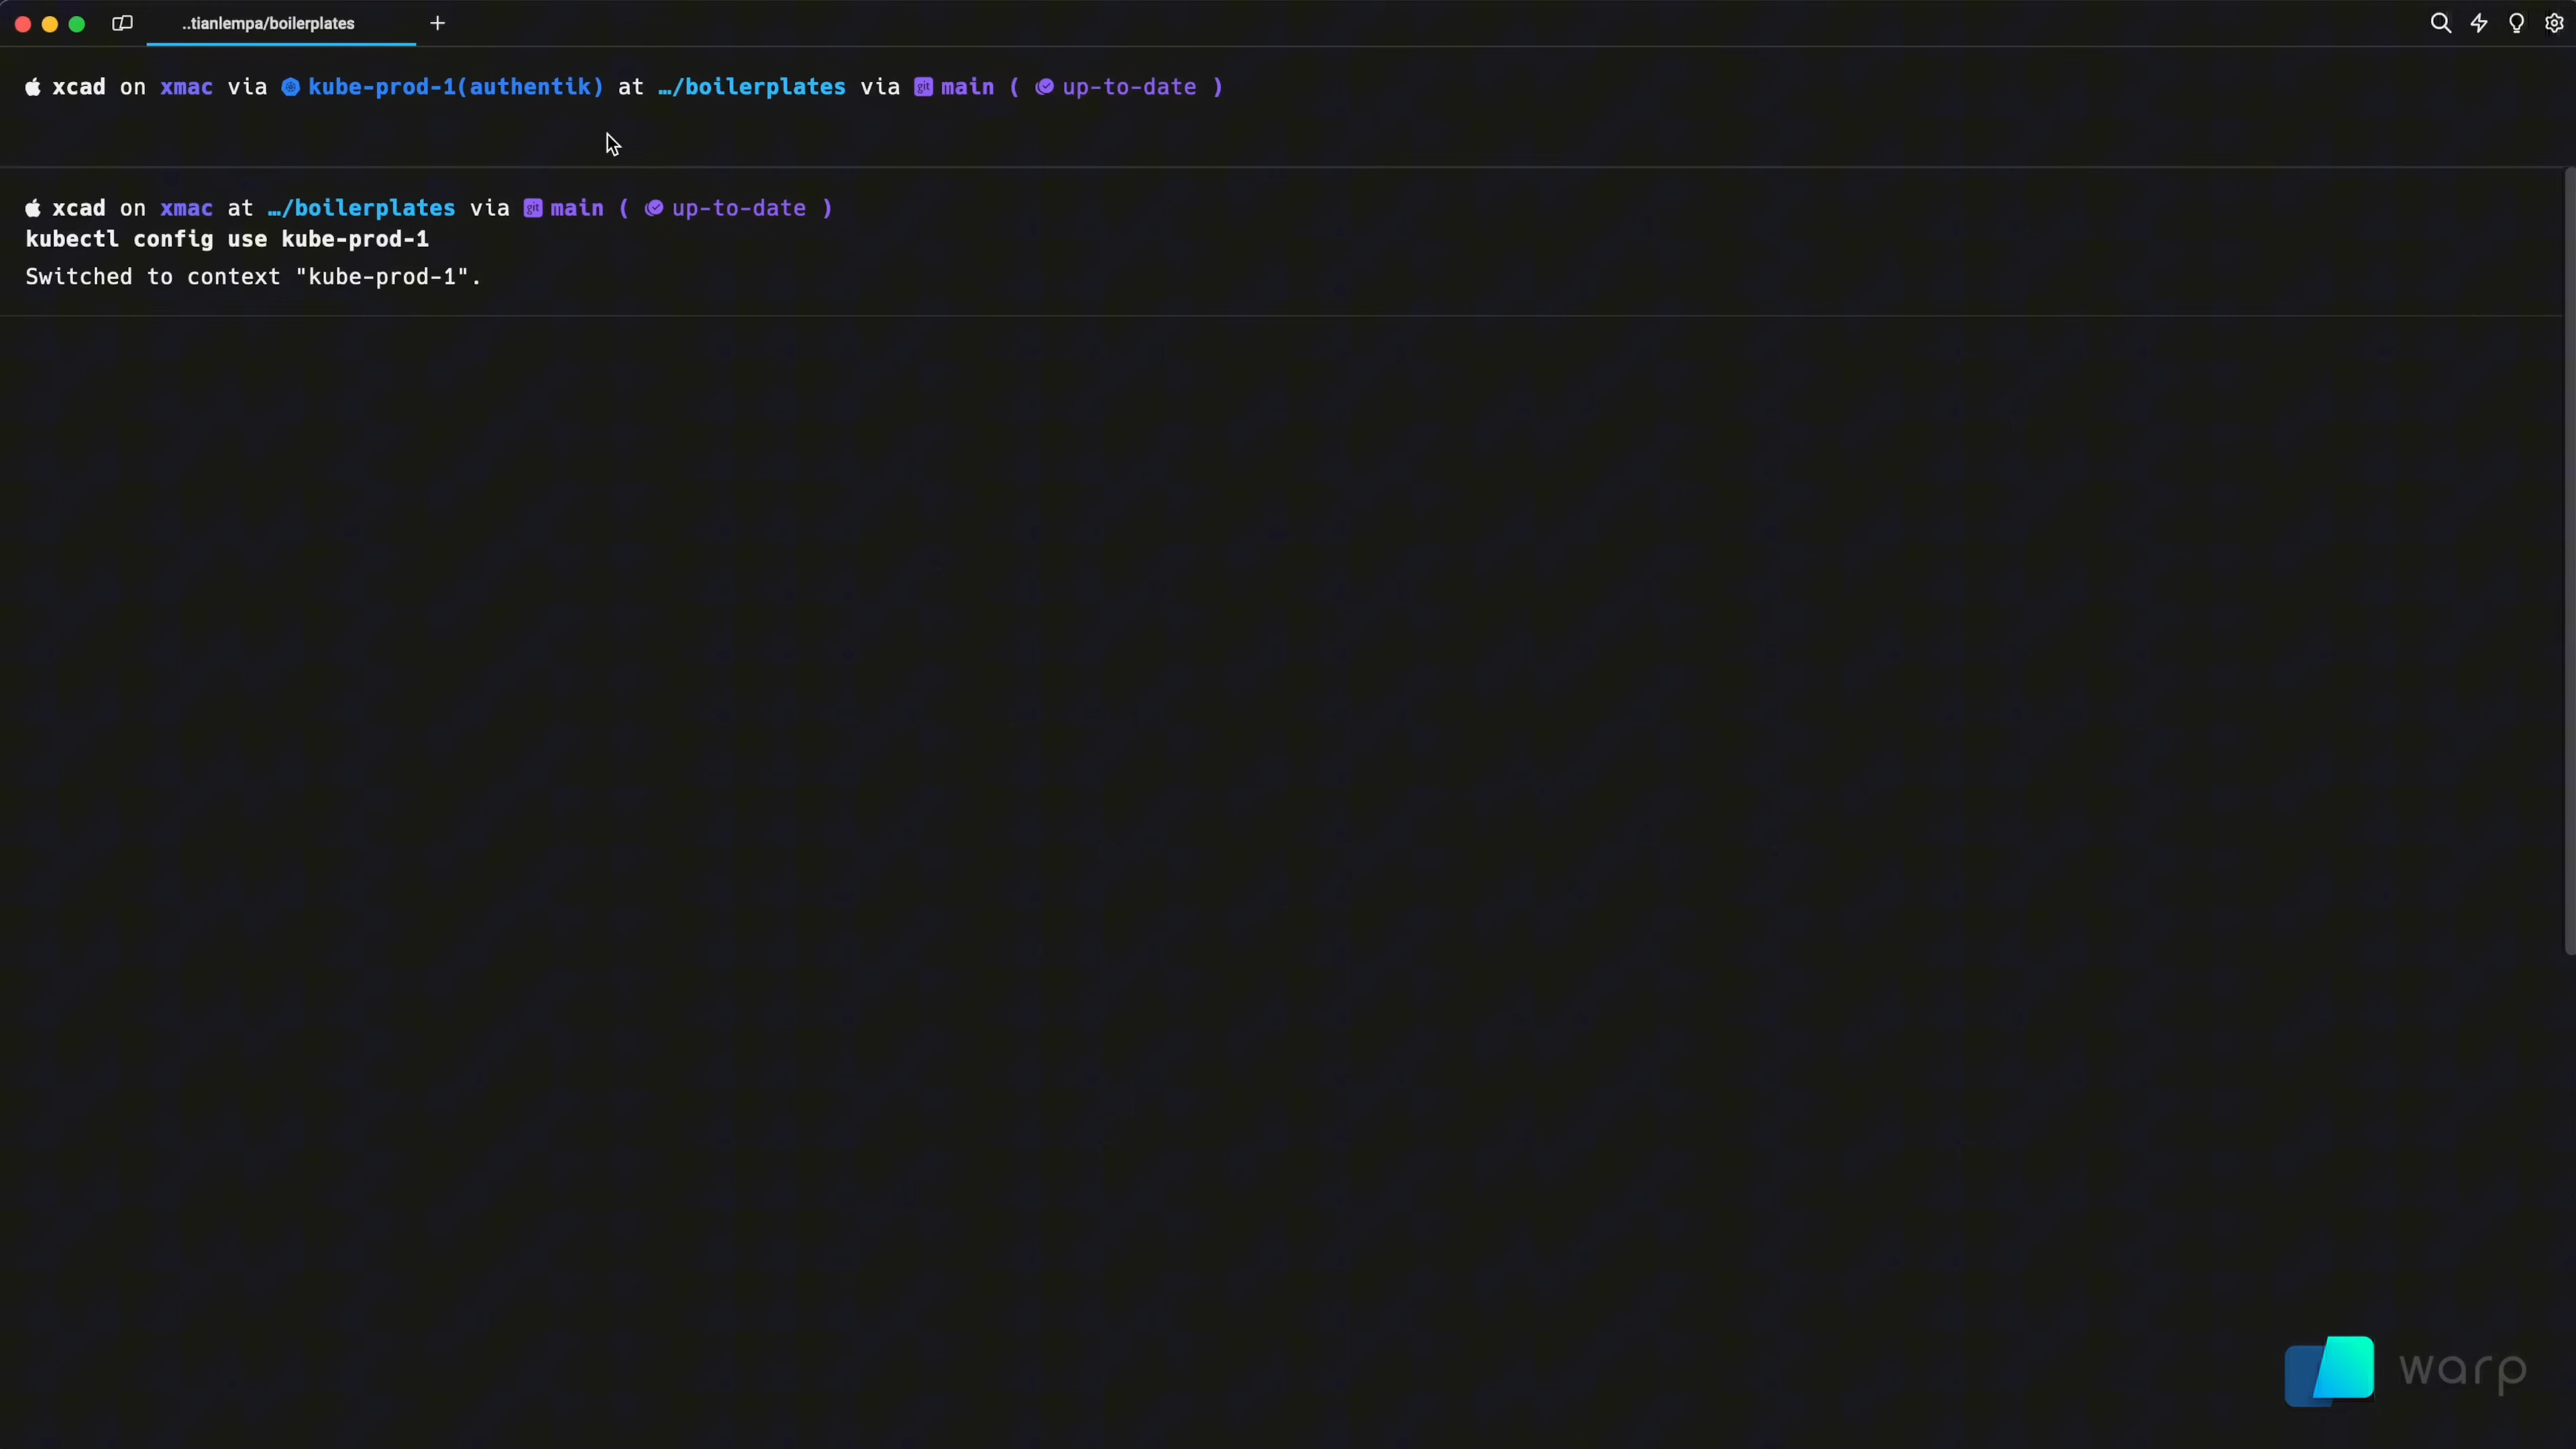 ..tianlempa/boilerplates
xcad on xmac via kube-prod-1(authentik) at …/boilerplates via git main ( up-to-date )
xcad on xmac at …/boilerplates via git main ( up-to-date )
kubectl config use kube-prod-1
Switched to context "kube-prod-1".
warp